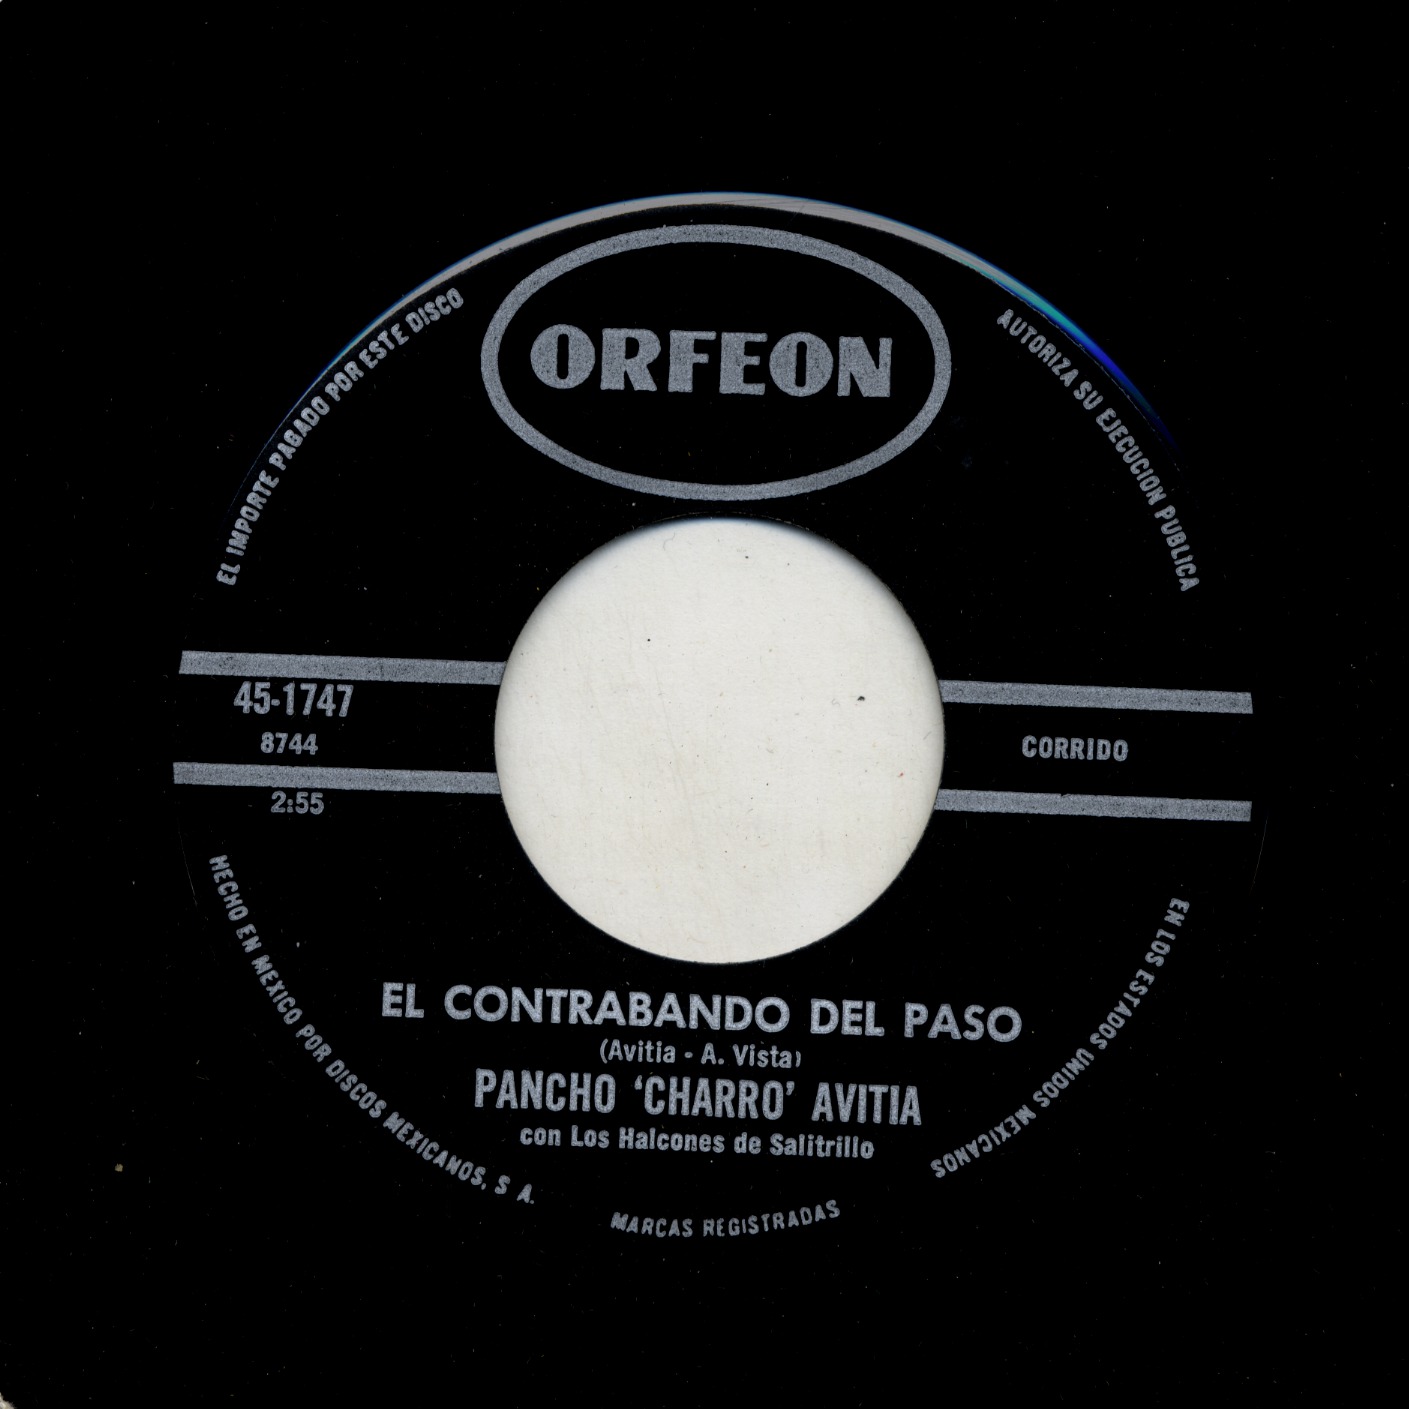 ORFEON
EL IMPORTE PAGADO POR ESTE DISCO
AUTORIZA SU EJECUCION PUBLICA
45-1747
8744
2:55
CORRIDO
EL CONTRABANDO DEL PASO
(Avitia - A. Vista)
PANCHO ‘CHARRO’ AVITIA
con Los Halcones de Salitrillo
HECHO EN MEXICO POR DISCOS MEXICANOS, S A.
MARCAS REGISTRADAS
EN LOS ESTADOS UNIDOS MEXICANOS